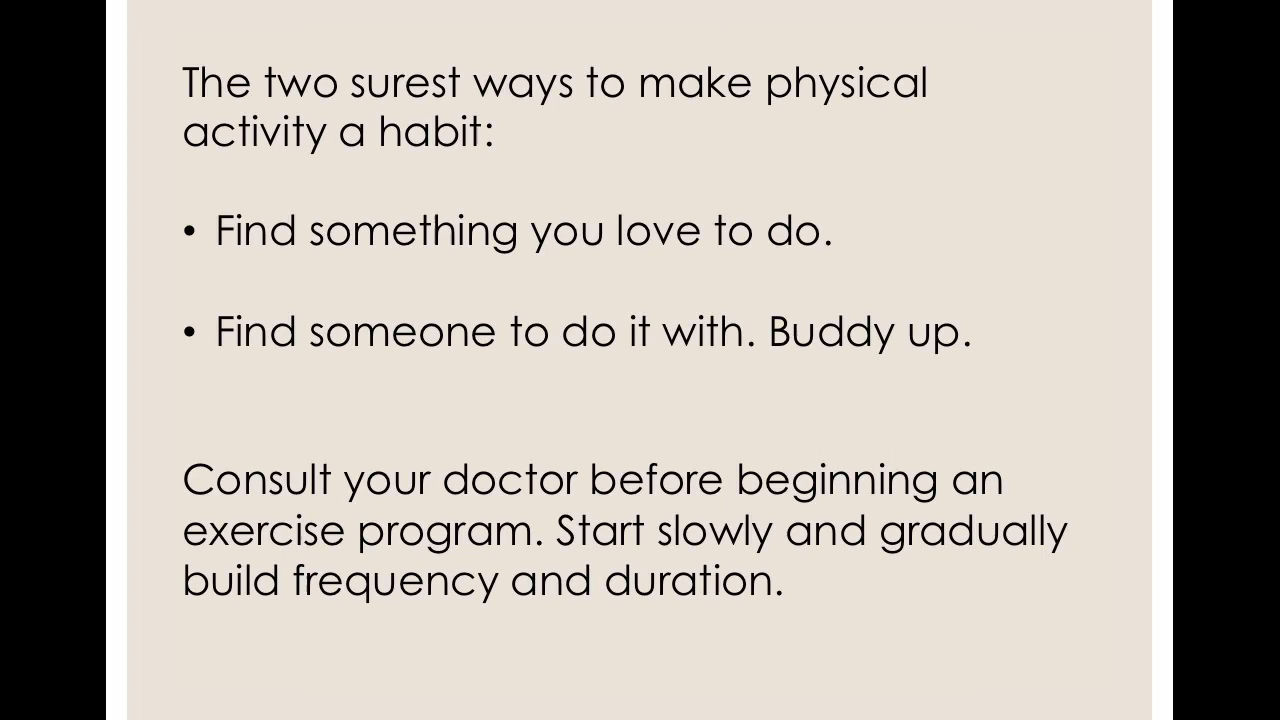 The two surest ways to make physical
activity a habit:
• Find something you love to do.
• Find someone to do it with. Buddy up.
Consult your doctor before beginning an
exercise program. Start slowly and gradually
build frequency and duration.